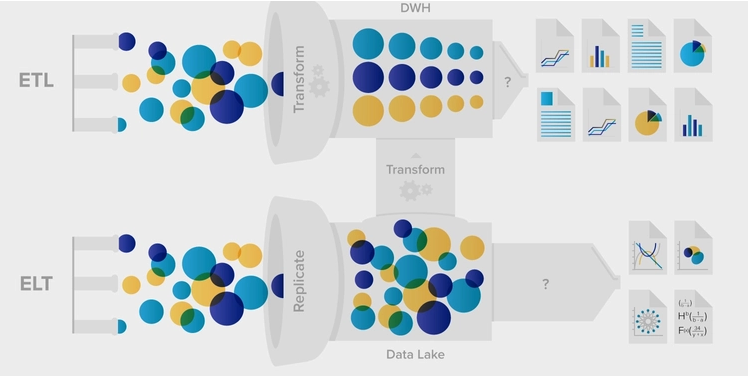 DWH
ETL
Transform
?
Transform
ELT
Replicate
?
Data Lake